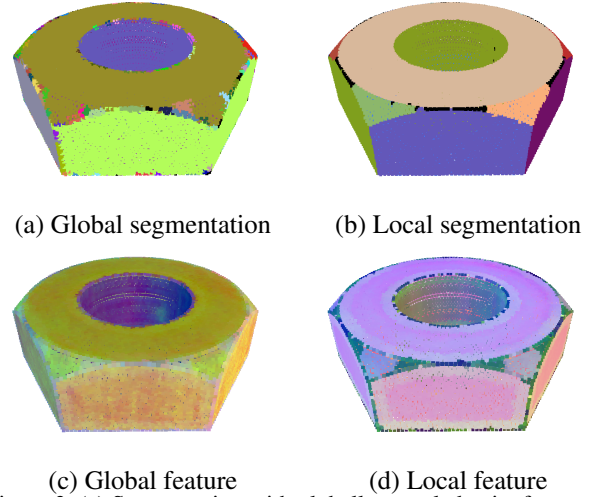 (a) Global segmentation
(b) Local segmentation
(c) Global feature
(d) Local feature